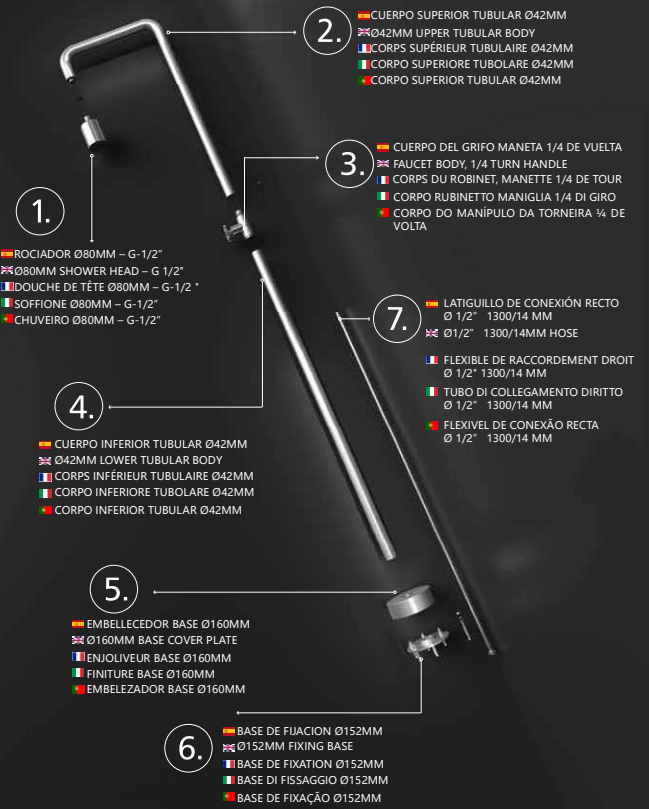 2.
CUERPO SUPERIOR TUBULAR Ø42MM
Ø42MM UPPER TUBULAR BODY
CORPS SUPÉRIEUR TUBULAIRE Ø42MM
CORPO SUPERIORE TUBOLARE Ø42MM
CORPO SUPERIOR TUBULAR Ø42MM
3.
CUERPO DEL GRIFO MANETA 1/4 DE VUELTA
FAUCET BODY, 1/4 TURN HANDLE
CORPS DU ROBINET, MANETTE 1/4 DE TOUR
CORPO RUBINETTO MANIGLIA 1/4 DI GIRO
CORPO DO MANÍPULO DA TORNEIRA ¼ DE
VOLTA
1.
ROCIADOR Ø80MM – G-1/2”
Ø80MM SHOWER HEAD – G 1/2"
DOUCHE DE TÊTE Ø80MM – G-1/2 "
SOFFIONE Ø80MM – G-1/2”
CHUVEIRO Ø80MM – G-1/2”
7.
LATIGUILLO DE CONEXIÓN RECTO
Ø 1/2” 1300/14 MM
Ø1/2” 1300/14MM HOSE
FLEXIBLE DE RACCORDEMENT DROIT
Ø 1/2" 1300/14 MM
TUBO DI COLLEGAMENTO DIRITTO
Ø 1/2” 1300/14 MM
FLEXIVEL DE CONEXÃO RECTA
Ø 1/2” 1300/14 MM
4.
CUERPO INFERIOR TUBULAR Ø42MM
Ø42MM LOWER TUBULAR BODY
CORPS INFÉRIEUR TUBULAIRE Ø42MM
CORPO INFERIORE TUBOLARE Ø42MM
CORPO INFERIOR TUBULAR Ø42MM
5.
EMBELLECEDOR BASE Ø160MM
Ø160MM BASE COVER PLATE
ENJOLIVEUR BASE Ø160MM
FINITURE BASE Ø160MM
EMBELEZADOR BASE Ø160MM
6.
BASE DE FIJACION Ø152MM
Ø152MM FIXING BASE
BASE DE FIXATION Ø152MM
BASE DI FISSAGGIO Ø152MM
BASE DE FIXAÇÃO Ø152MM